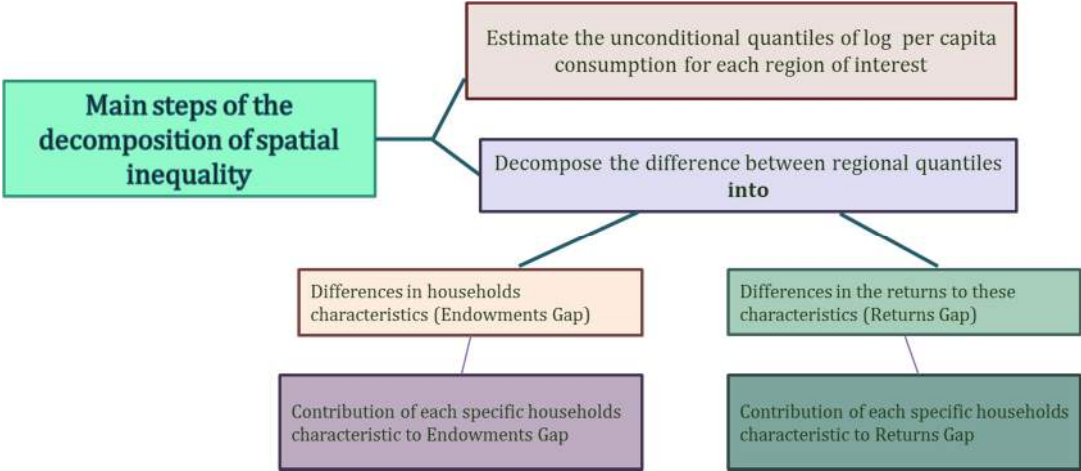 Estimate the unconditional quantiles of log per capita
consumption for each region of interest
Main steps of the
decomposition of spatial
inequality
Decompose the difference between regional quantiles
into
Differences in households
characteristics (Endowments Gap)
Differences in the returns to these
characteristics (Returns Gap)
Contribution of each specific households
characteristic to Endowments Gap
Contribution of each specific households
characteristic to Returns Gap